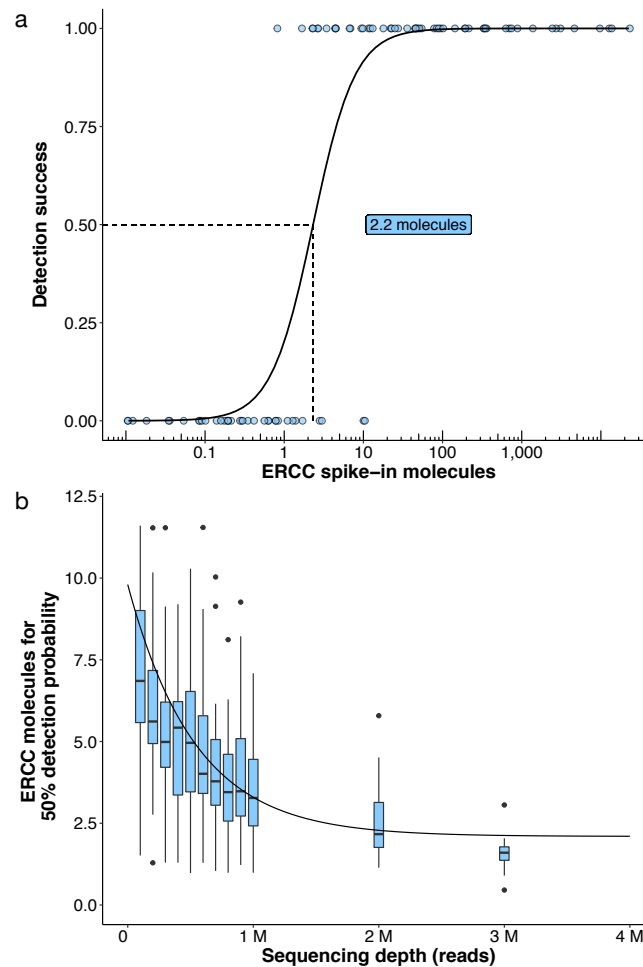 a
1.00
0.75
0.50
0.25
0.00
Detection success
2.2 molecules
0.1 1 10 100 1,000
ERCC spike−in molecules
b
12.5
10.0
7.5
5.0
2.5
0.0
ERCC molecules for
50% detection probability
0 1 M 2 M 3 M 4 M
Sequencing depth (reads)